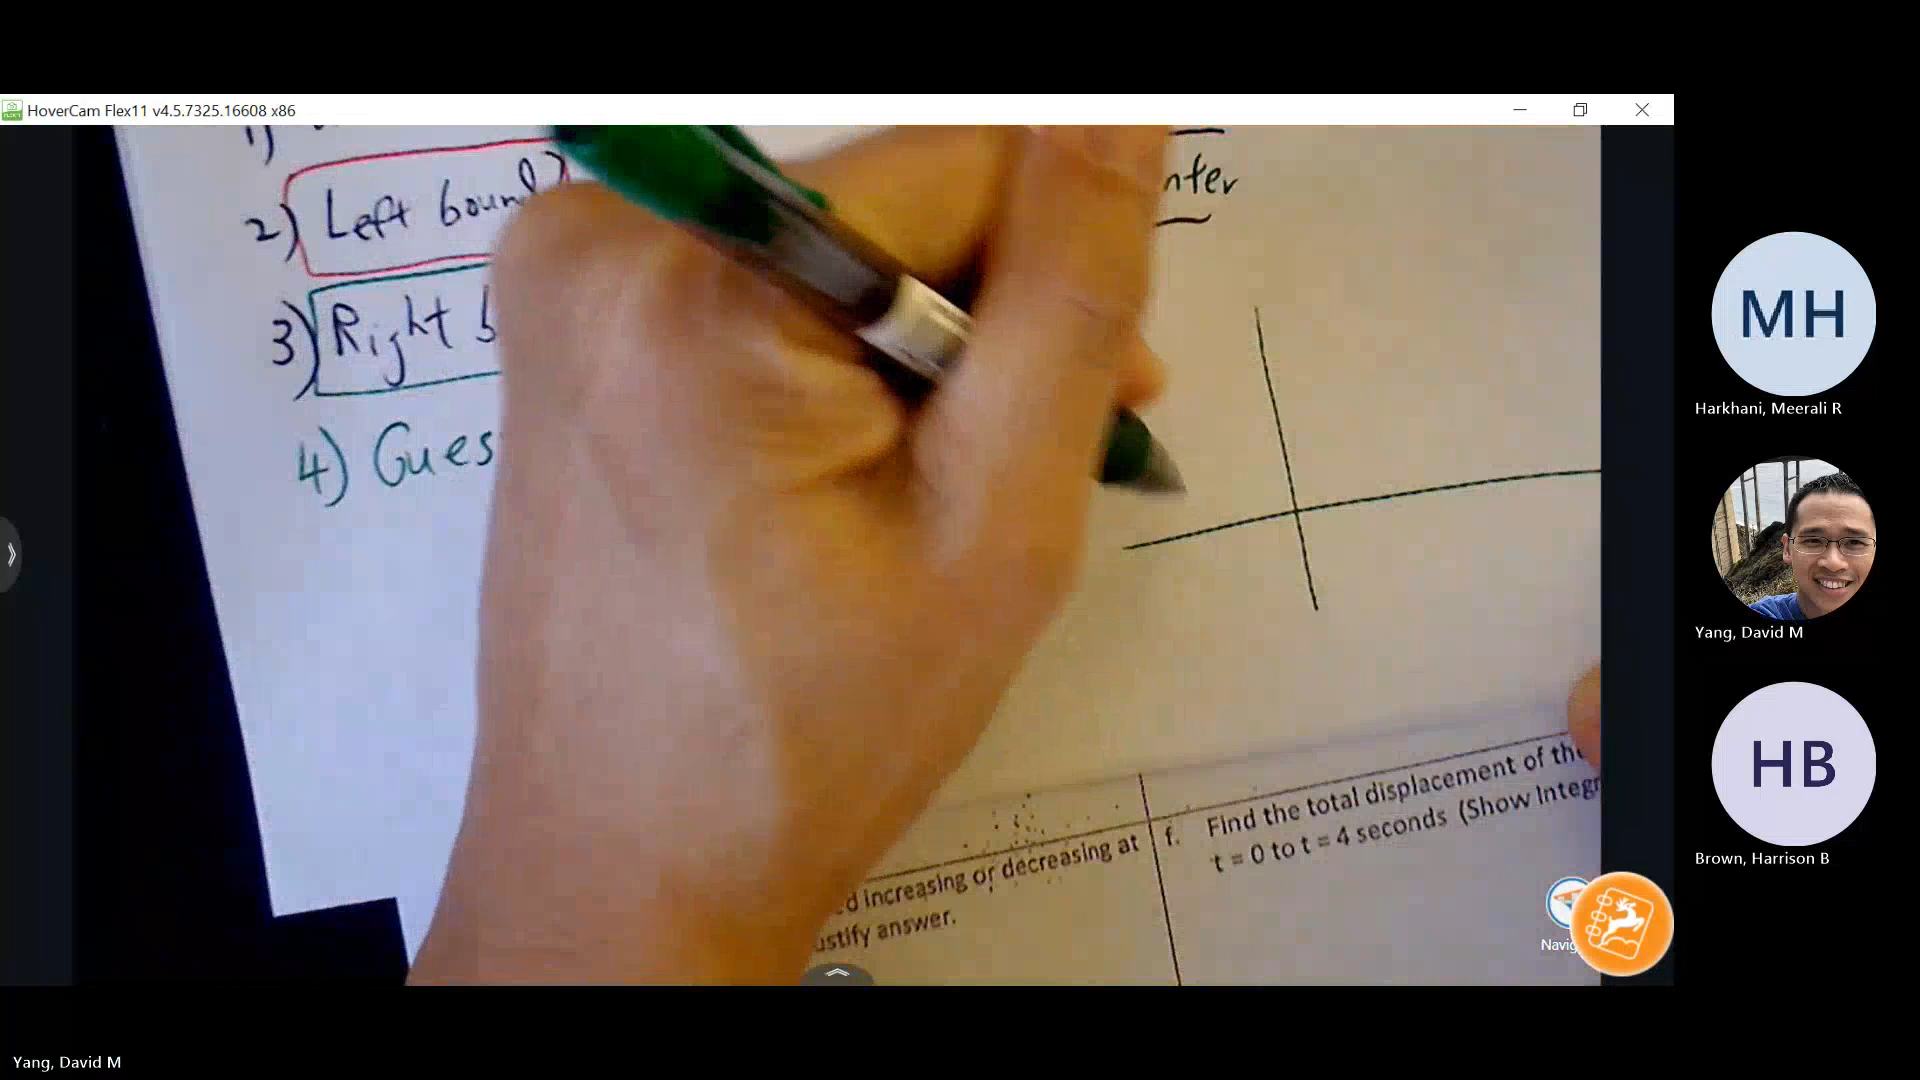 HoverCam Flex11 v4.5.7325.16608 x86
2) Left bound?
3) Right b
4) Gues
nter
d increasing or decreasing at
ustify answer.
f. Find the total displacement of the
t = 0 to t = 4 seconds (Show Integr
Navig
MH
Harkhani, Meerali R
Yang, David M
HB
Brown, Harrison B
Yang, David M